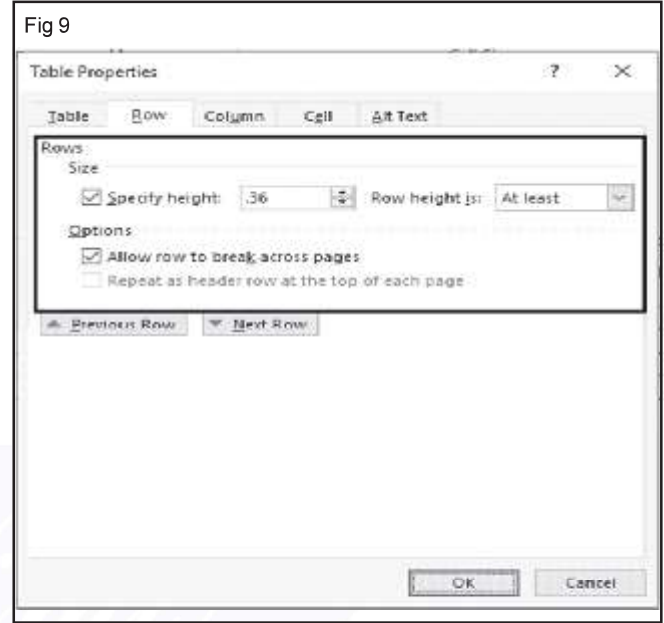 Fig 9
Table Properties ? ×
Table Row Column Cell Alt Text
Rows
Size
Specify height: .36 Row height is: At least
Options
Allow row to break across pages
Repeat as header row at the top of each page
Previous Row Next Row
OK Cancel